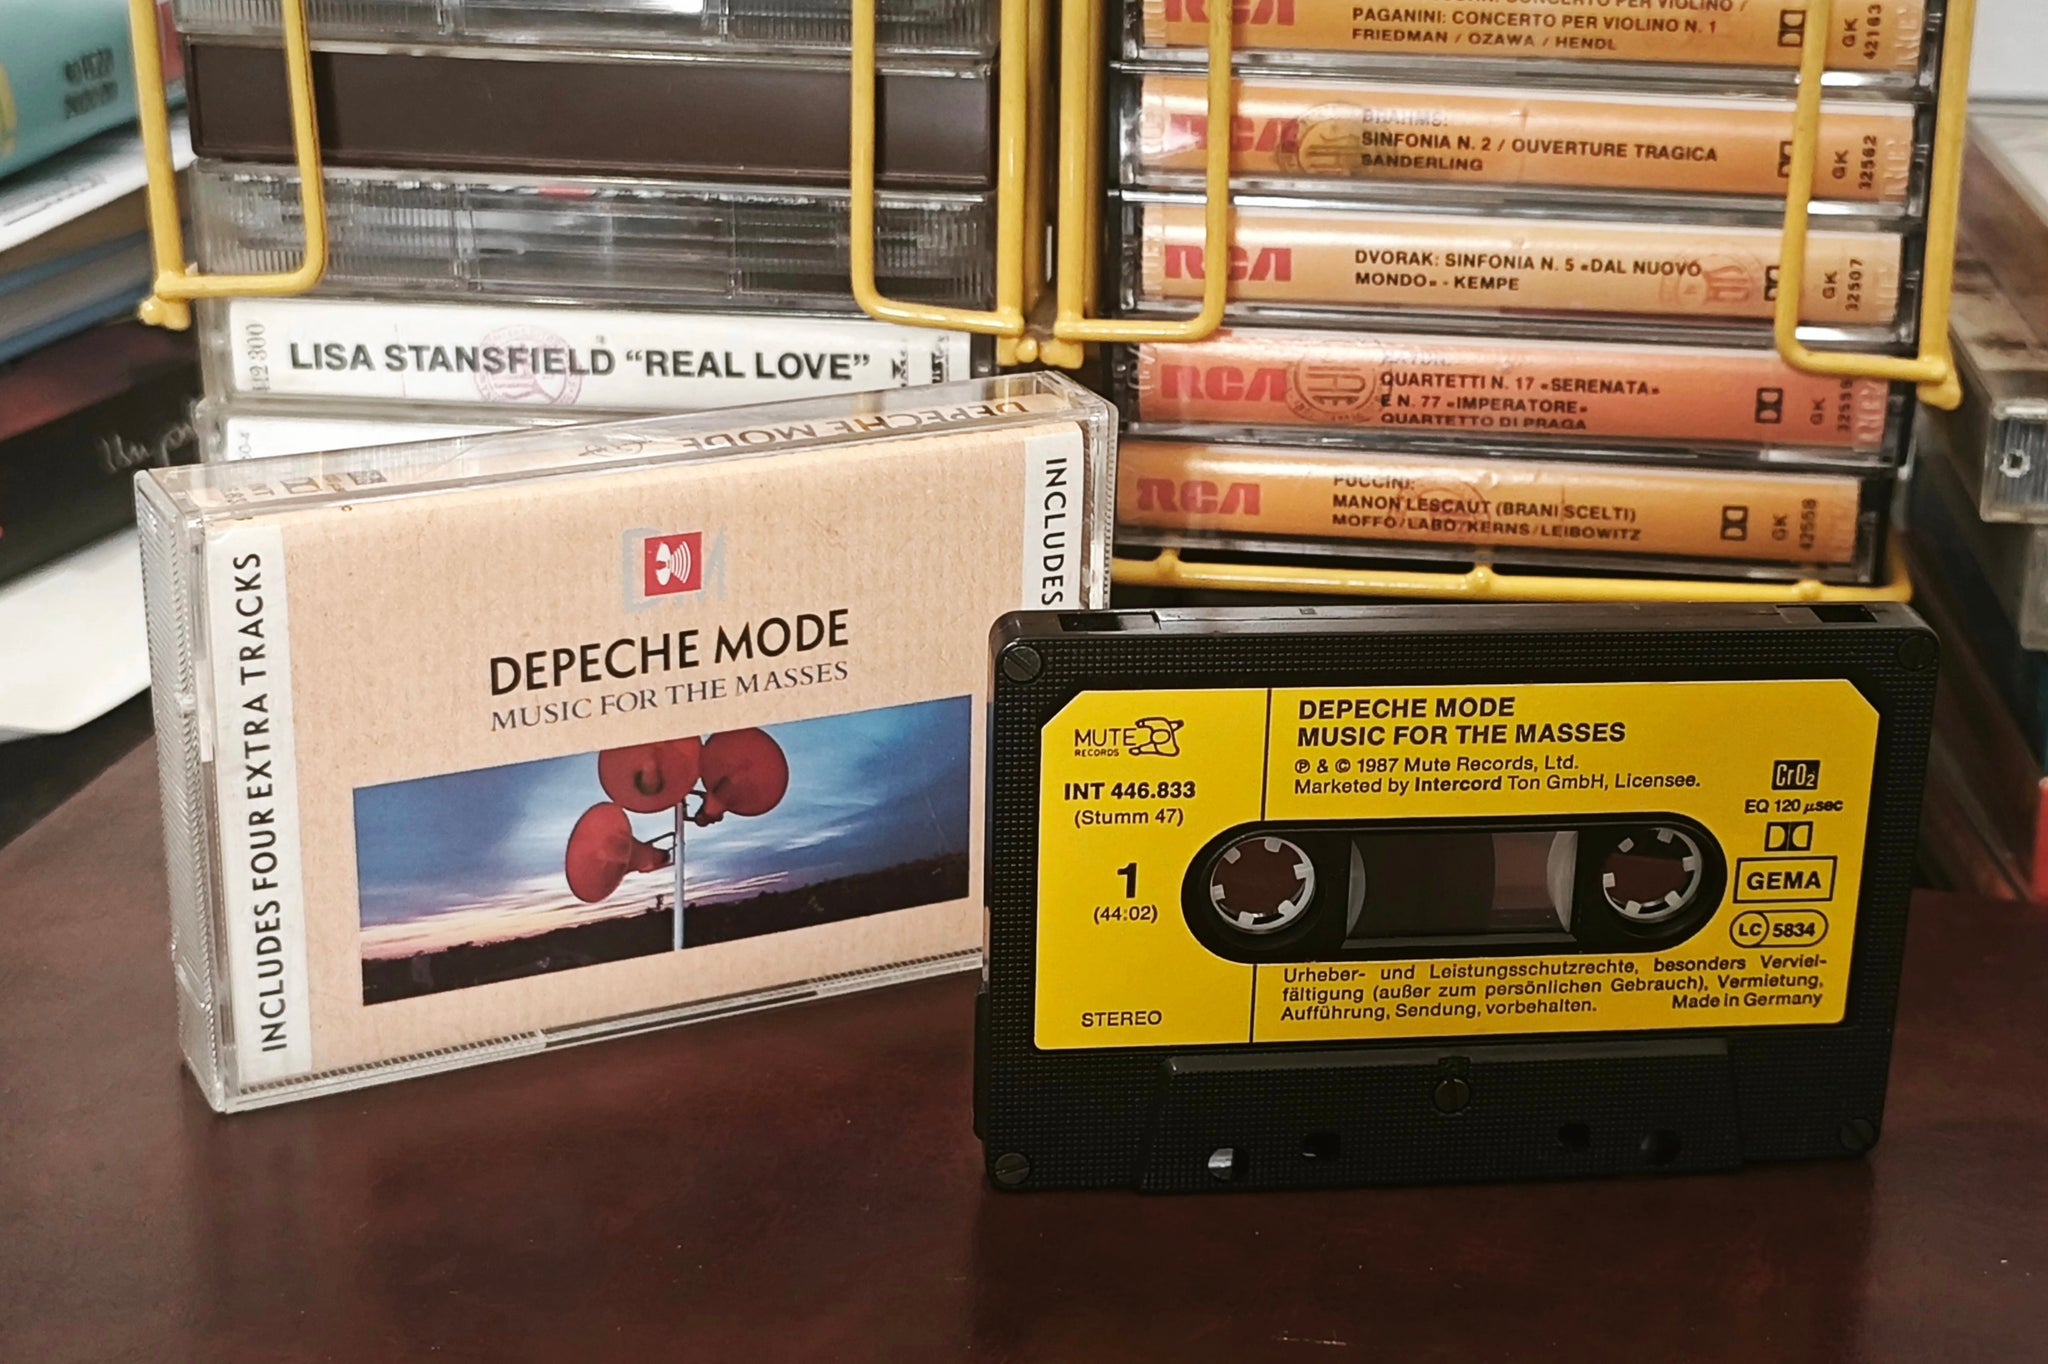 PAGANINI: CONCERTO PER VIOLINO N. 1
FRIEDMAN / OZAWA / HENDL
GK
42163
RCA
BRAHMS:
SINFONIA N. 2 / OUVERTURE TRAGICA
SANDERLING
GK
32562
RCA
DVORAK: SINFONIA N. 5 «DAL NUOVO
MONDO» - KEMPE
GK
32507
RCA
QUARTETTI N. 17 «SERENATA»
E N. 77 «IMPERATORE»
QUARTETTO DI PRAGA
GK
RCA
PUCCINI:
MANON LESCAUT (BRANI SCELTI)
MOFFO/LABO/KERNS/LEIBOWITZ
GK
42558
LISA STANSFIELD “REAL LOVE”
DEPECHE MODE
INCLUDES FOUR EXTRA TRACKS
INCLUDES
DM
DEPECHE MODE
MUSIC FOR THE MASSES
MUTE
RECORDS
INT 446.833
(Stumm 47)
1
(44:02)
STEREO
DEPECHE MODE
MUSIC FOR THE MASSES
℗ & © 1987 Mute Records, Ltd.
Marketed by Intercord Ton GmbH, Licensee.
CrO2
EQ 120 µsec
GEMA
LC 5834
Urheber- und Leistungsschutzrechte, besonders Verviel-
fältigung (außer zum persönlichen Gebrauch), Vermietung,
Aufführung, Sendung, vorbehalten. Made in Germany